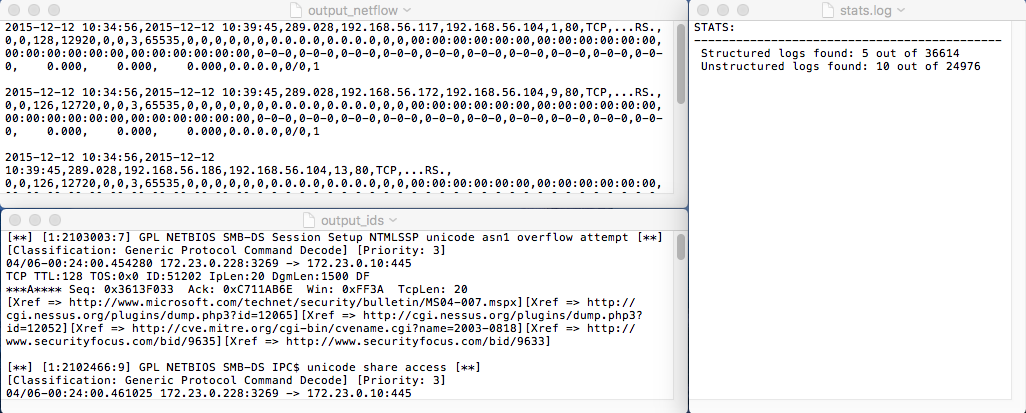 output_netflow
2015-12-12 10:34:56,2015-12-12 10:39:45,289.028,192.168.56.117,192.168.56.104,1,80,TCP,...RS.,
0,0,128,12920,0,0,3,65535,0,0,0,0,0,0,0,0,0,0,0,0,0,00:00:00:00:00:00,00:00:00:00:00:00,
00:00:00:00:00:00,00:00:00:00:00:00,0-0-0,0-0-0,0-0-0,0-0-0,0-0-0,0-0-0,0-0-0,0-0-0,0-0-0,0-0-
0,    0.000,    0.000,    0.000,0.0.0.0,0/0,1
2015-12-12 10:34:56,2015-12-12 10:39:45,289.028,192.168.56.172,192.168.56.104,9,80,TCP,...RS.,
0,0,126,12720,0,0,3,65535,0,0,0,0,0,0,0,0,0,0,0,0,0,00:00:00:00:00:00,00:00:00:00:00:00,
00:00:00:00:00:00,00:00:00:00:00:00,0-0-0,0-0-0,0-0-0,0-0-0,0-0-0,0-0-0,0-0-0,0-0-0,0-0-0,0-0-
0,    0.000,    0.000,    0.000,0.0.0.0,0/0,1
2015-12-12 10:34:56,2015-12-12
10:39:45,289.028,192.168.56.186,192.168.56.104,13,80,TCP,...RS.,
0,0,126,12720,0,0,3,65535,0,0,0,0,0,0,0,0,0,0,0,0,0,00:00:00:00:00:00,00:00:00:00:00:00,
output_ids
[**] [1:2103003:7] GPL NETBIOS SMB-DS Session Setup NTMLSSP unicode asn1 overflow attempt [**]
[Classification: Generic Protocol Command Decode] [Priority: 3]
04/06-00:24:00.454280 172.23.0.228:3269 -> 172.23.0.10:445
TCP TTL:128 TOS:0x0 ID:51202 IpLen:20 DgmLen:1500 DF
***A**** Seq: 0x3613F033  Ack: 0xC711AB6E  Win: 0xFF3A  TcpLen: 20
[Xref => http://www.microsoft.com/technet/security/bulletin/MS04-007.mspx][Xref => http://
cgi.nessus.org/plugins/dump.php3?id=12065][Xref => http://cgi.nessus.org/plugins/dump.php3?
id=12052][Xref => http://cve.mitre.org/cgi-bin/cvename.cgi?name=2003-0818][Xref => http://
www.securityfocus.com/bid/9635][Xref => http://www.securityfocus.com/bid/9633]
[**] [1:2102466:9] GPL NETBIOS SMB-DS IPC$ unicode share access [**]
[Classification: Generic Protocol Command Decode] [Priority: 3]
04/06-00:24:00.461025 172.23.0.228:3269 -> 172.23.0.10:445
stats.log
STATS:
--------------------------------------------
Structured logs found: 5 out of 36614
Unstructured logs found: 10 out of 24976